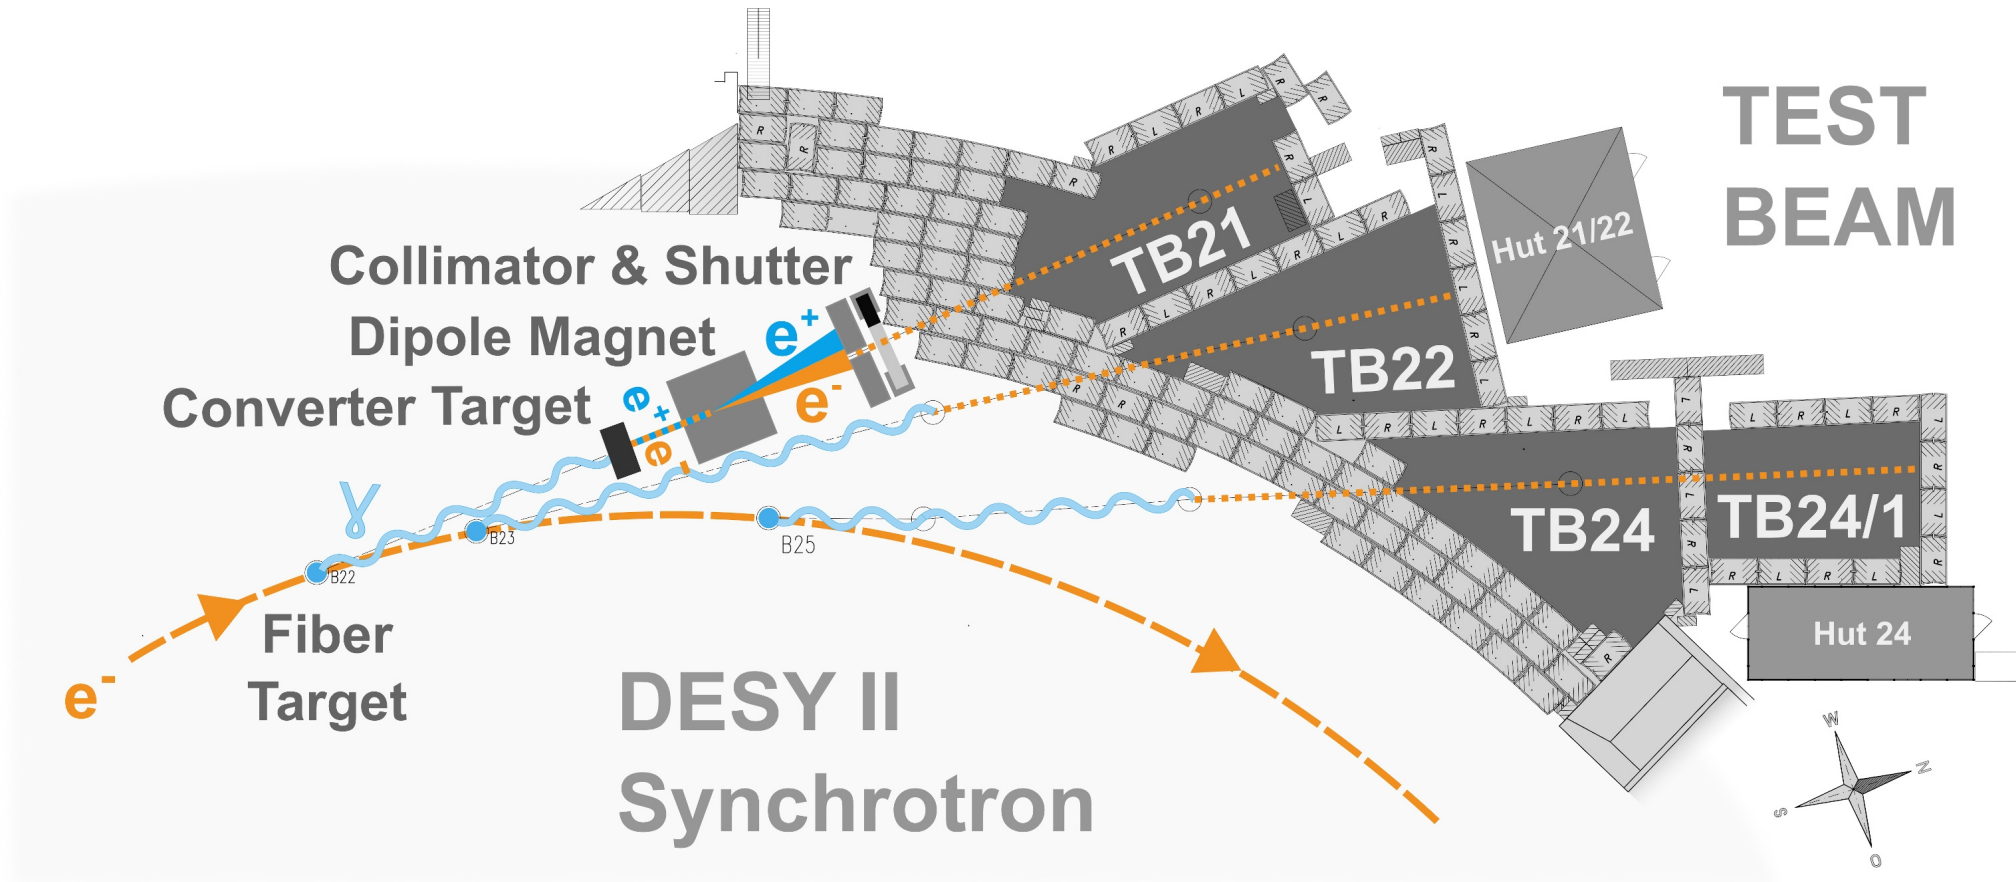 TEST
BEAM
TB21
Hut 21/22
Collimator & Shutter
Dipole Magnet
Converter Target
e+
e-
e+
e-
TB22
TB24
TB24/1
Hut 24
γ
B22
B23
B25
Fiber
Target
e-
DESY II
Synchrotron
W
N
S
O